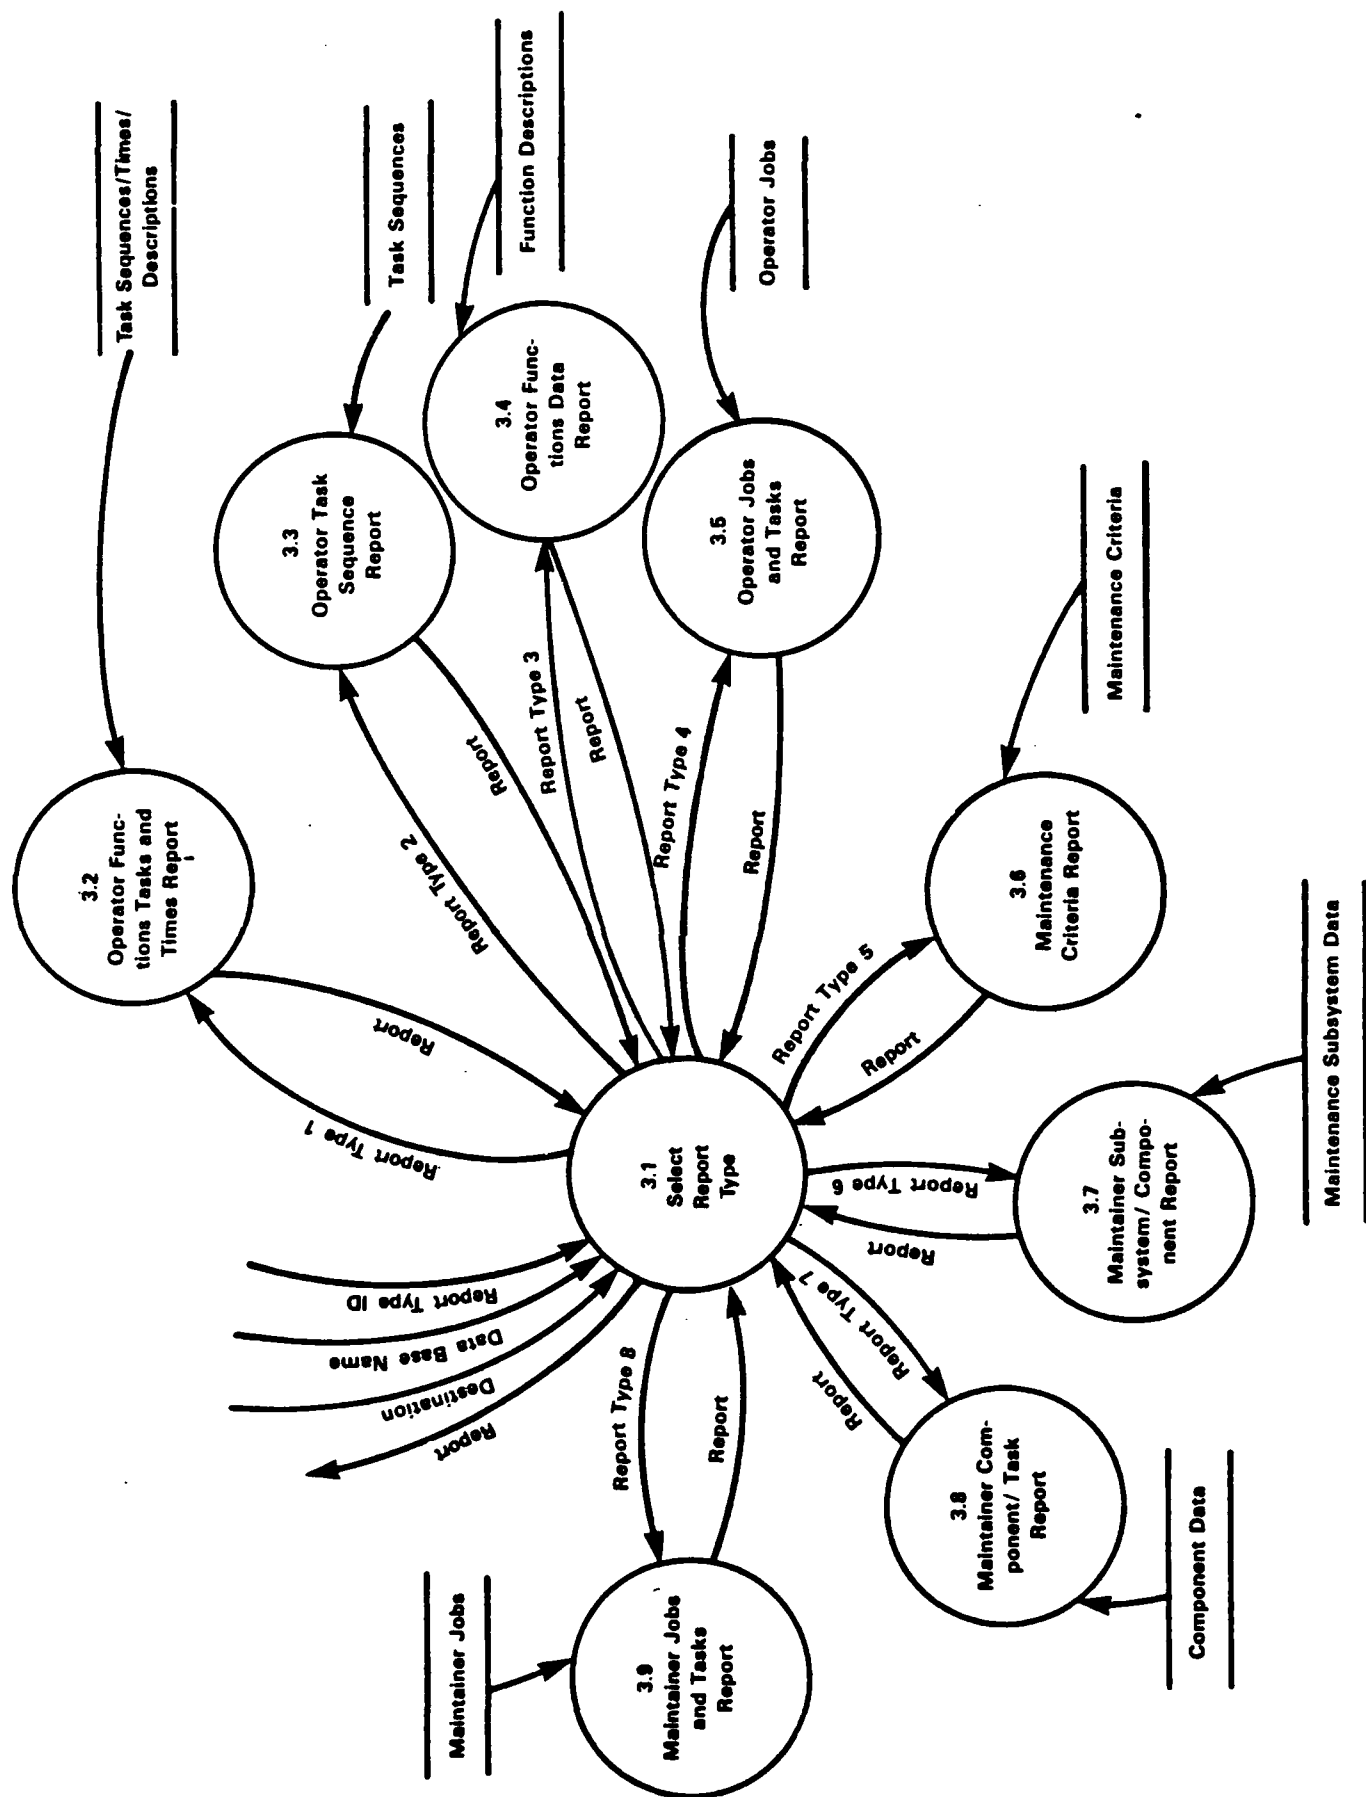 Task Sequences/Times/
Descriptions
Task Sequences
Function Descriptions
Operator Jobs
Maintenance Criteria
Maintenance Subsystem Data
Component Data
Maintainer Jobs
3.2
Operator Func-
tions Tasks and
Times Report
3.3
Operator Task
Sequence
Report
3.4
Operator Func-
tions Data
Report
3.5
Operator Jobs
and Tasks
Report
3.6
Maintenance
Criteria Report
3.7
Maintainer Sub-
system/ Compo-
nent Report
3.8
Maintainer Com-
ponent/ Task
Report
3.9
Maintainer Jobs
and Tasks
Report
3.1
Select
Report
Type
Report Type 1
Report
Report Type 2
Report
Report Type 3
Report
Report Type 4
Report
Report Type 5
Report
Report Type 6
Report
Report Type 7
Report
Report Type 8
Report
Report Type ID
Data Base Name
Destination
Report